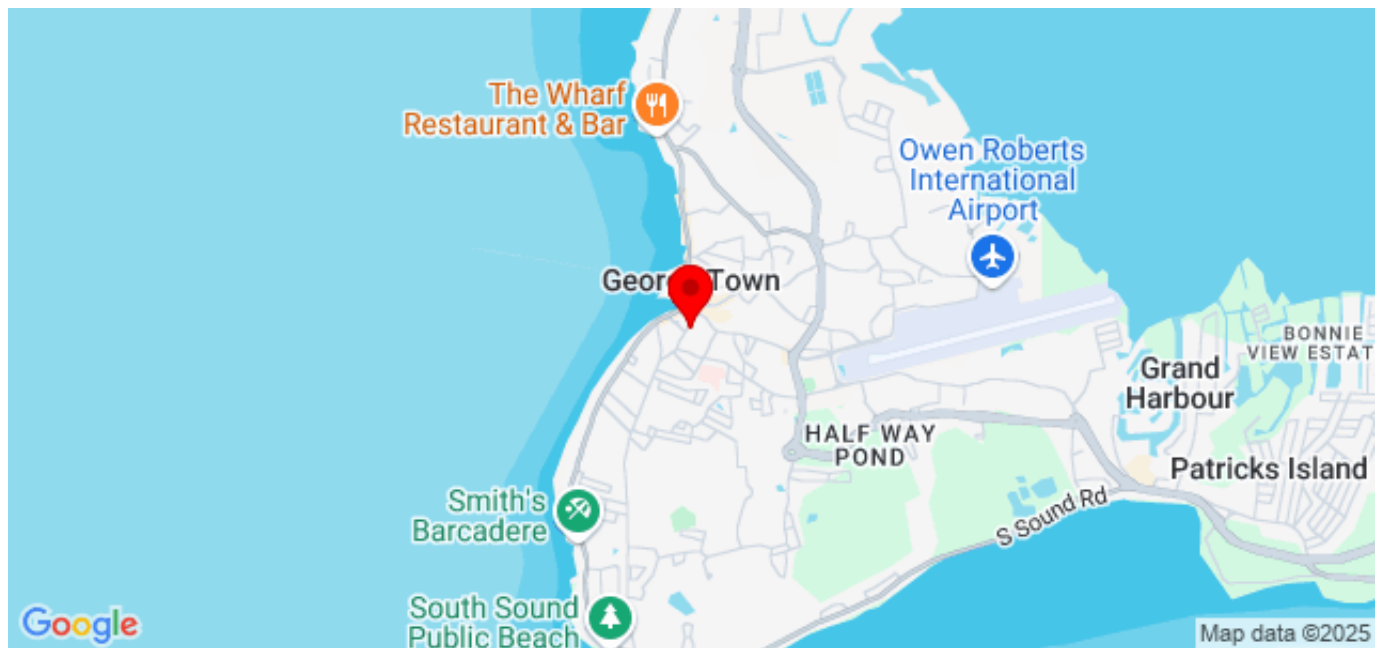 The Wharf
Restaurant & Bar
Owen Roberts
International
Airport
Town
BONNIE
Grand
Harbour
HALF WAY
POND
Patricks Island
Smith's
Barcadere
S Sound Rd
South Sound
Public Beach
Google
Map data ©2025